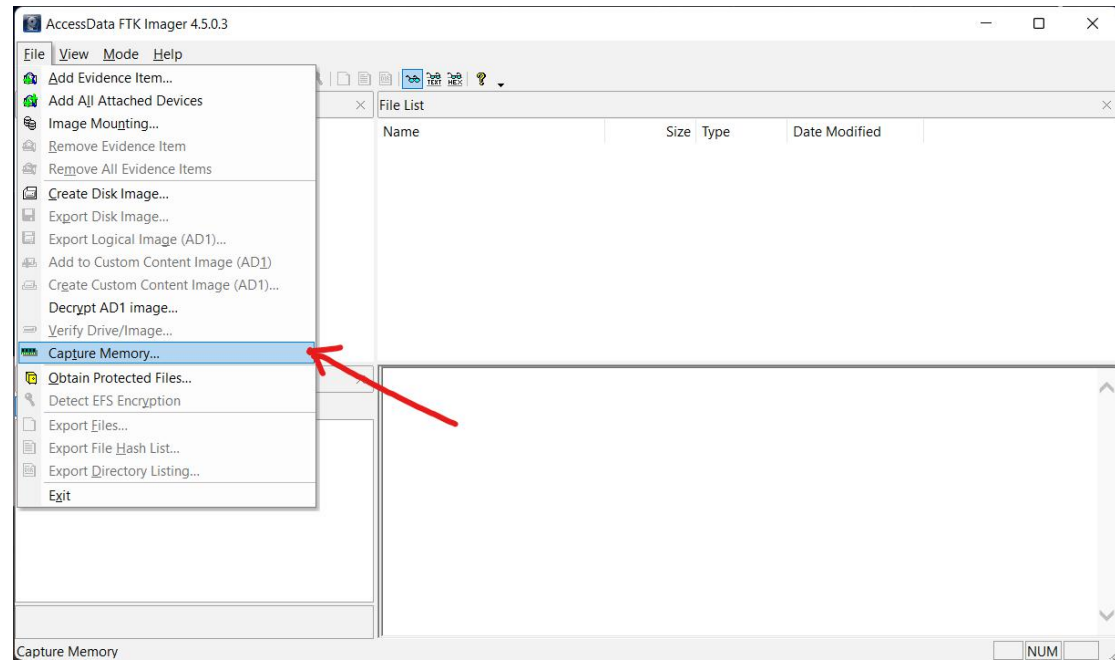 AccessData FTK Imager 4.5.0.3
File View Mode Help
TEXT HEX
Add Evidence Item...
Add All Attached Devices
Image Mounting...
Remove Evidence Item
Remove All Evidence Items
Create Disk Image...
Export Disk Image...
Export Logical Image (AD1)...
Add to Custom Content Image (AD1)
Create Custom Content Image (AD1)...
Decrypt AD1 image...
Verify Drive/Image...
Capture Memory...
Obtain Protected Files...
Detect EFS Encryption
Export Files...
Export File Hash List...
Export Directory Listing...
Exit
File List
Name Size Type Date Modified
Capture Memory
NUM